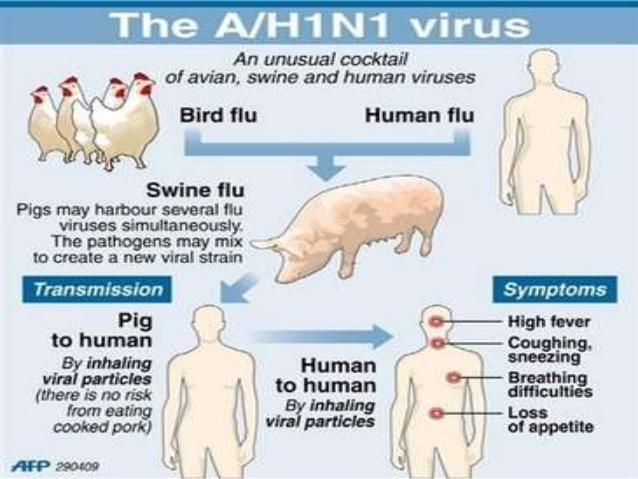 The A/H1N1 virus
An unusual cocktail
of avian, swine and human viruses
Bird flu
Human flu
Swine flu
Pigs may harbour several flu
viruses simultaneously.
The pathogens may mix
to create a new viral strain
Transmission
Pig
to human
By inhaling
viral particles
(there is no risk
from eating
cooked pork)
Human
to human
By inhaling
viral particles
Symptoms
High fever
Coughing,
sneezing
Breathing
difficulties
Loss
of appetite
AFP 290409